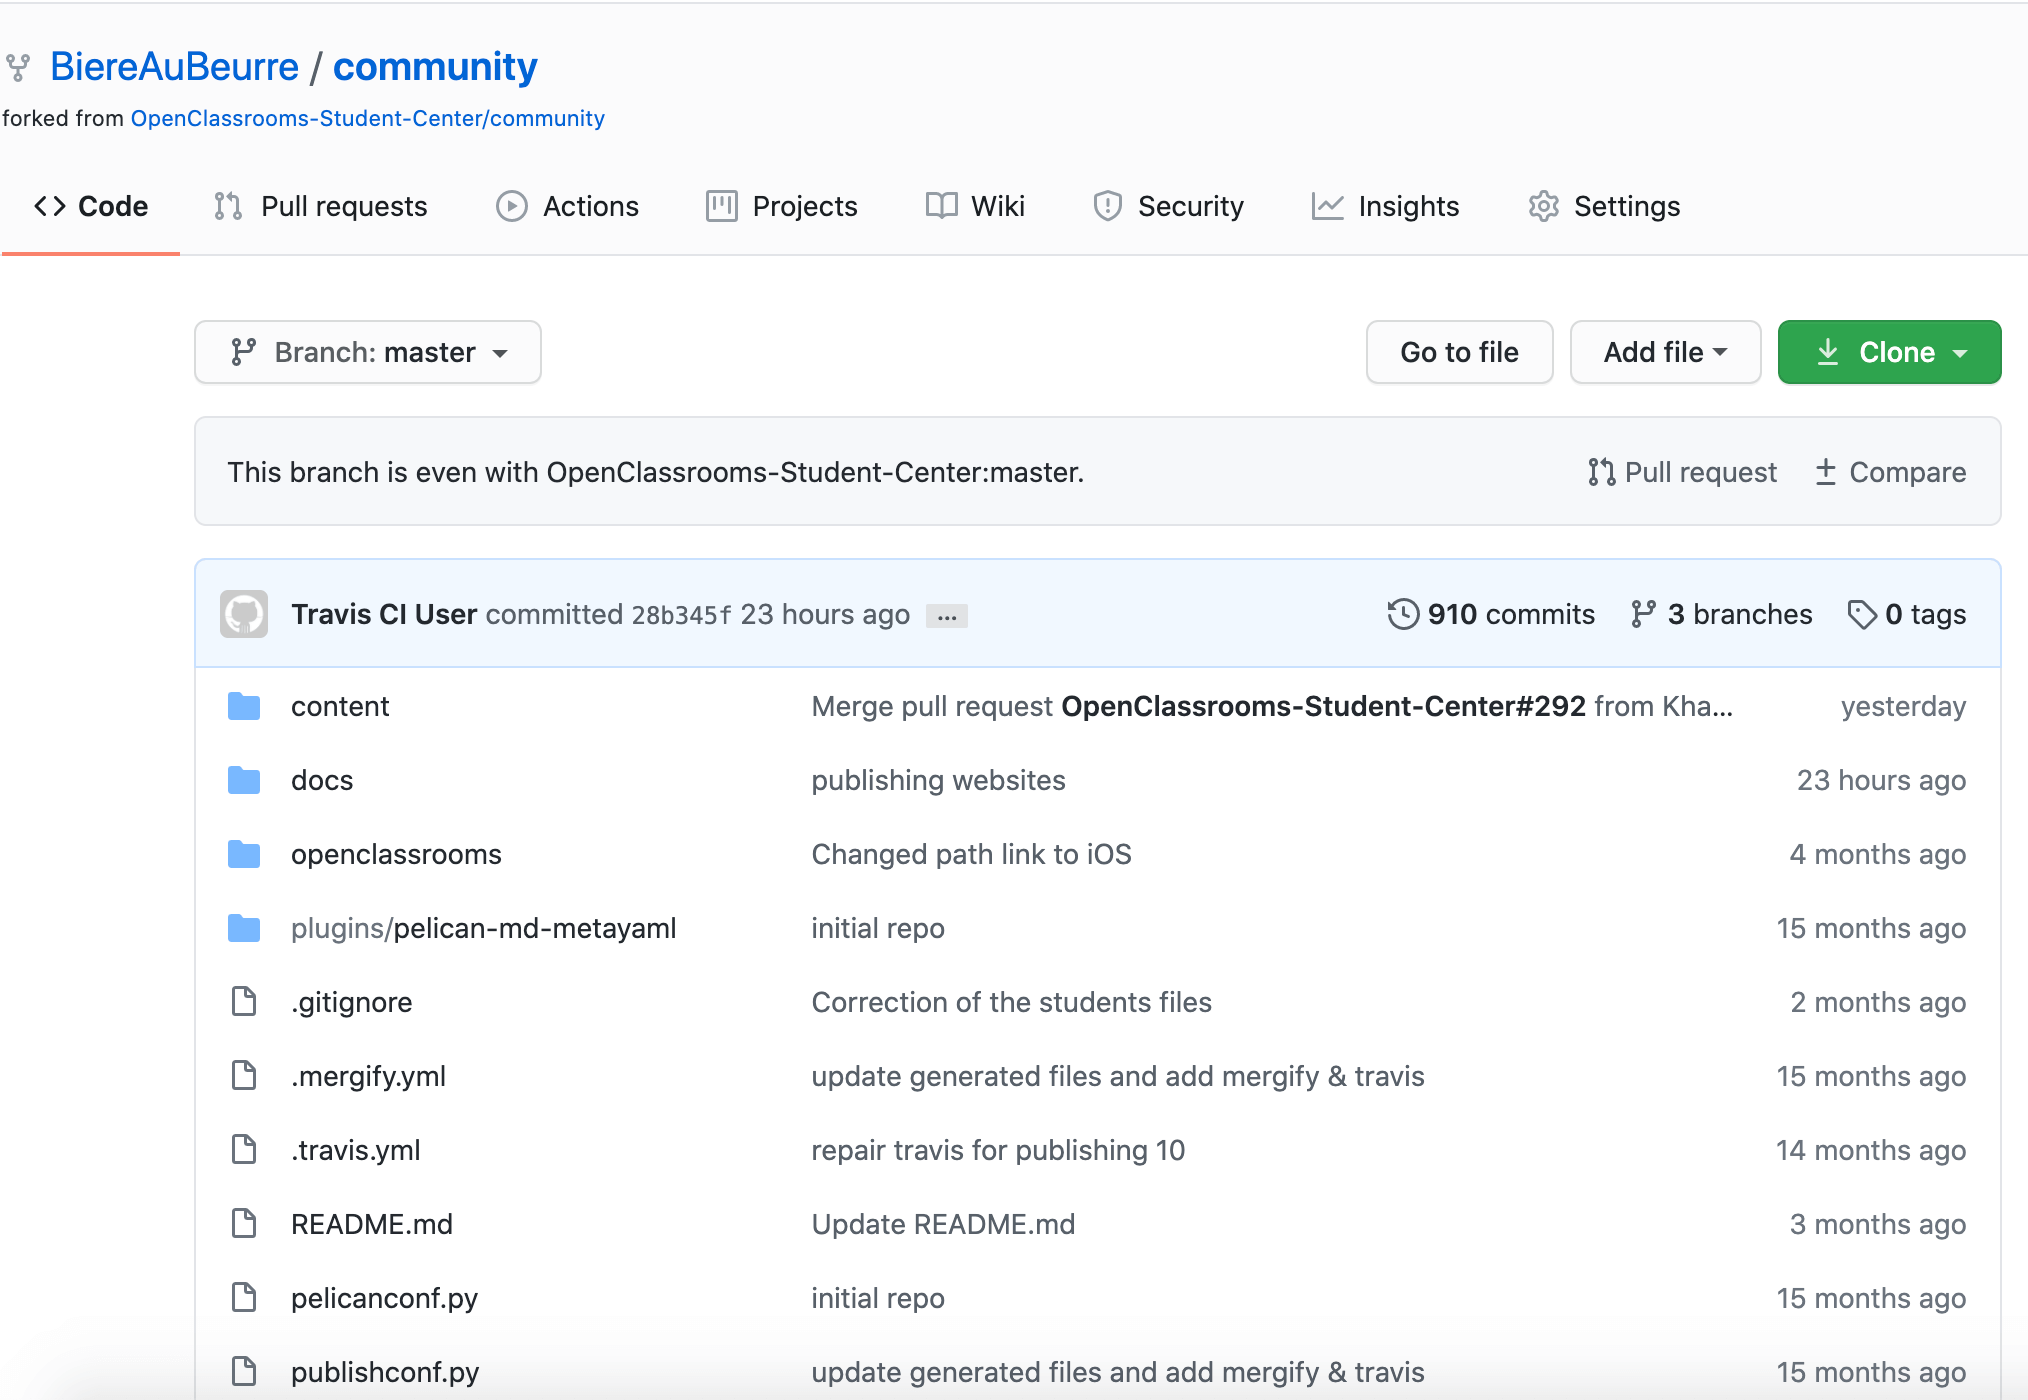 BiereAuBeurre / community
forked from OpenClassrooms-Student-Center/community
Code Pull requests Actions Projects Wiki Security Insights Settings
Branch: master Go to file Add file Clone
This branch is even with OpenClassrooms-Student-Center:master. Pull request Compare
Travis CI User committed 28b345f 23 hours ago ... 910 commits 3 branches 0 tags
content Merge pull request OpenClassrooms-Student-Center#292 from Kha... yesterday
docs publishing websites 23 hours ago
openclassrooms Changed path link to iOS 4 months ago
plugins/pelican-md-metayaml initial repo 15 months ago
.gitignore Correction of the students files 2 months ago
.mergify.yml update generated files and add mergify & travis 15 months ago
.travis.yml repair travis for publishing 10 14 months ago
README.md Update README.md 3 months ago
pelicanconf.py initial repo 15 months ago
publishconf.py update generated files and add mergify & travis 15 months ago